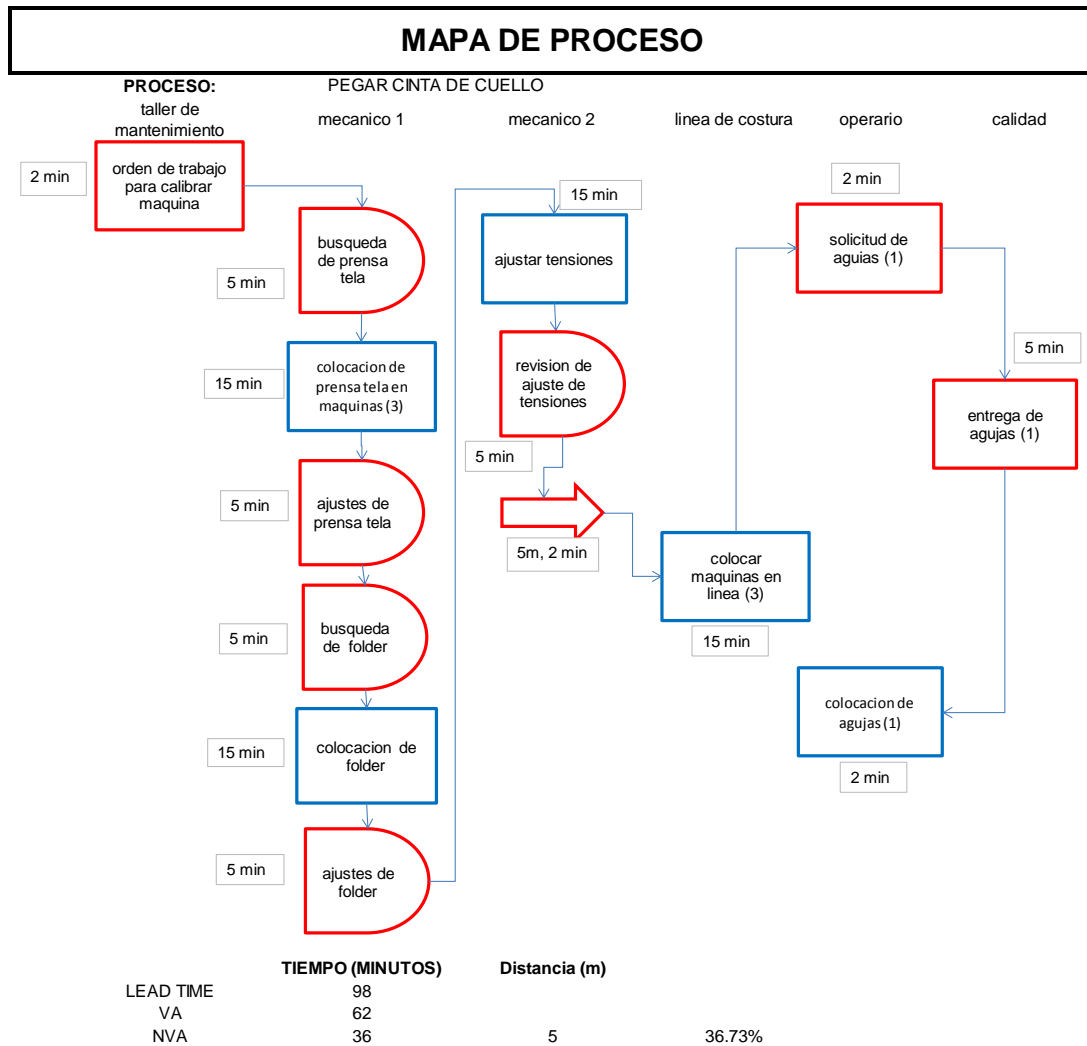 MAPA DE PROCESO
PROCESO: PEGAR CINTA DE CUELLO
taller de
mantenimiento
mecanico 1
mecanico 2
linea de costura
operario
calidad
2 min
orden de trabajo
para calibrar
maquina
5 min
busqueda
de prensa
tela
15 min
colocacion de
prensa tela en
maquinas (3)
5 min
ajustes de
prensa tela
5 min
busqueda
de folder
15 min
colocacion de
folder
5 min
ajustes de
folder
15 min
ajustar tensiones
revision de
ajuste de
tensiones
5 min
5m, 2 min
colocar
maquinas en
linea (3)
15 min
2 min
solicitud de
aguias (1)
5 min
entrega de
agujas (1)
colocacion de
agujas (1)
2 min
TIEMPO (MINUTOS) Distancia (m)
LEAD TIME 98
VA 62
NVA 36 5 36.73%